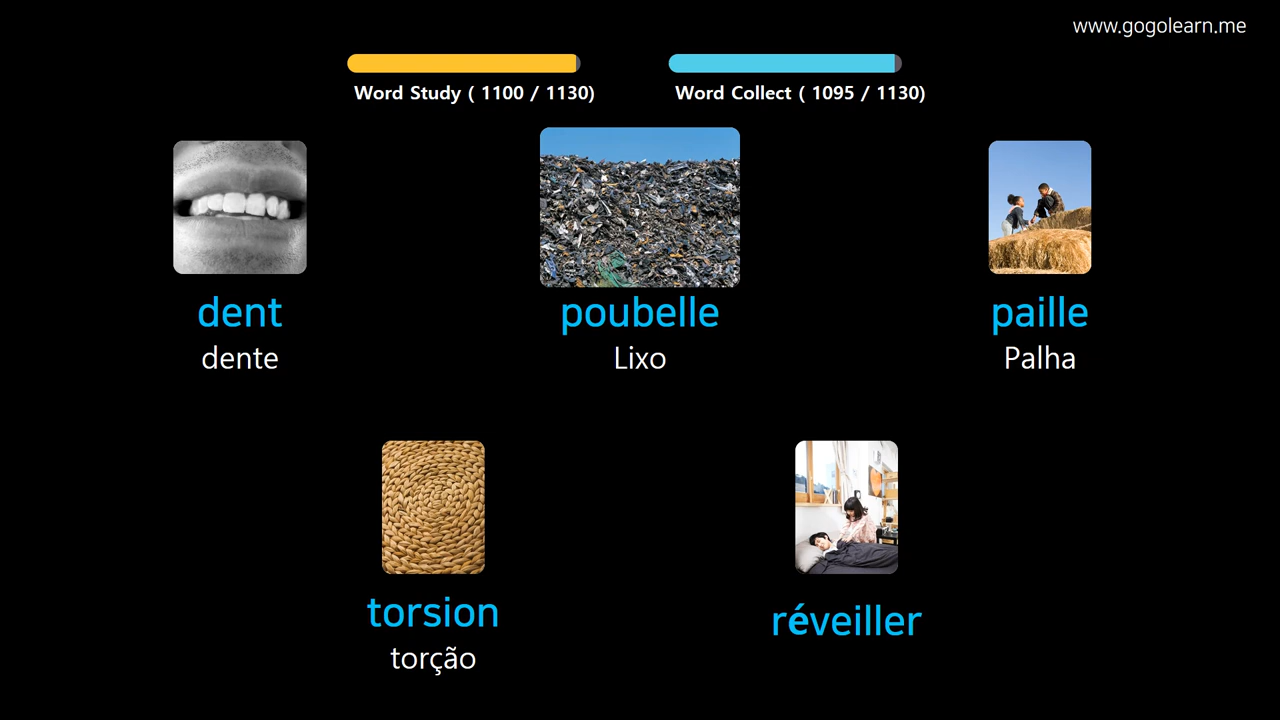 www.gogolearn.me
Word Study ( 1100 / 1130)
Word Collect ( 1095 / 1130)
dent
dente
poubelle
Lixo
paille
Palha
torsion
torção
réveiller